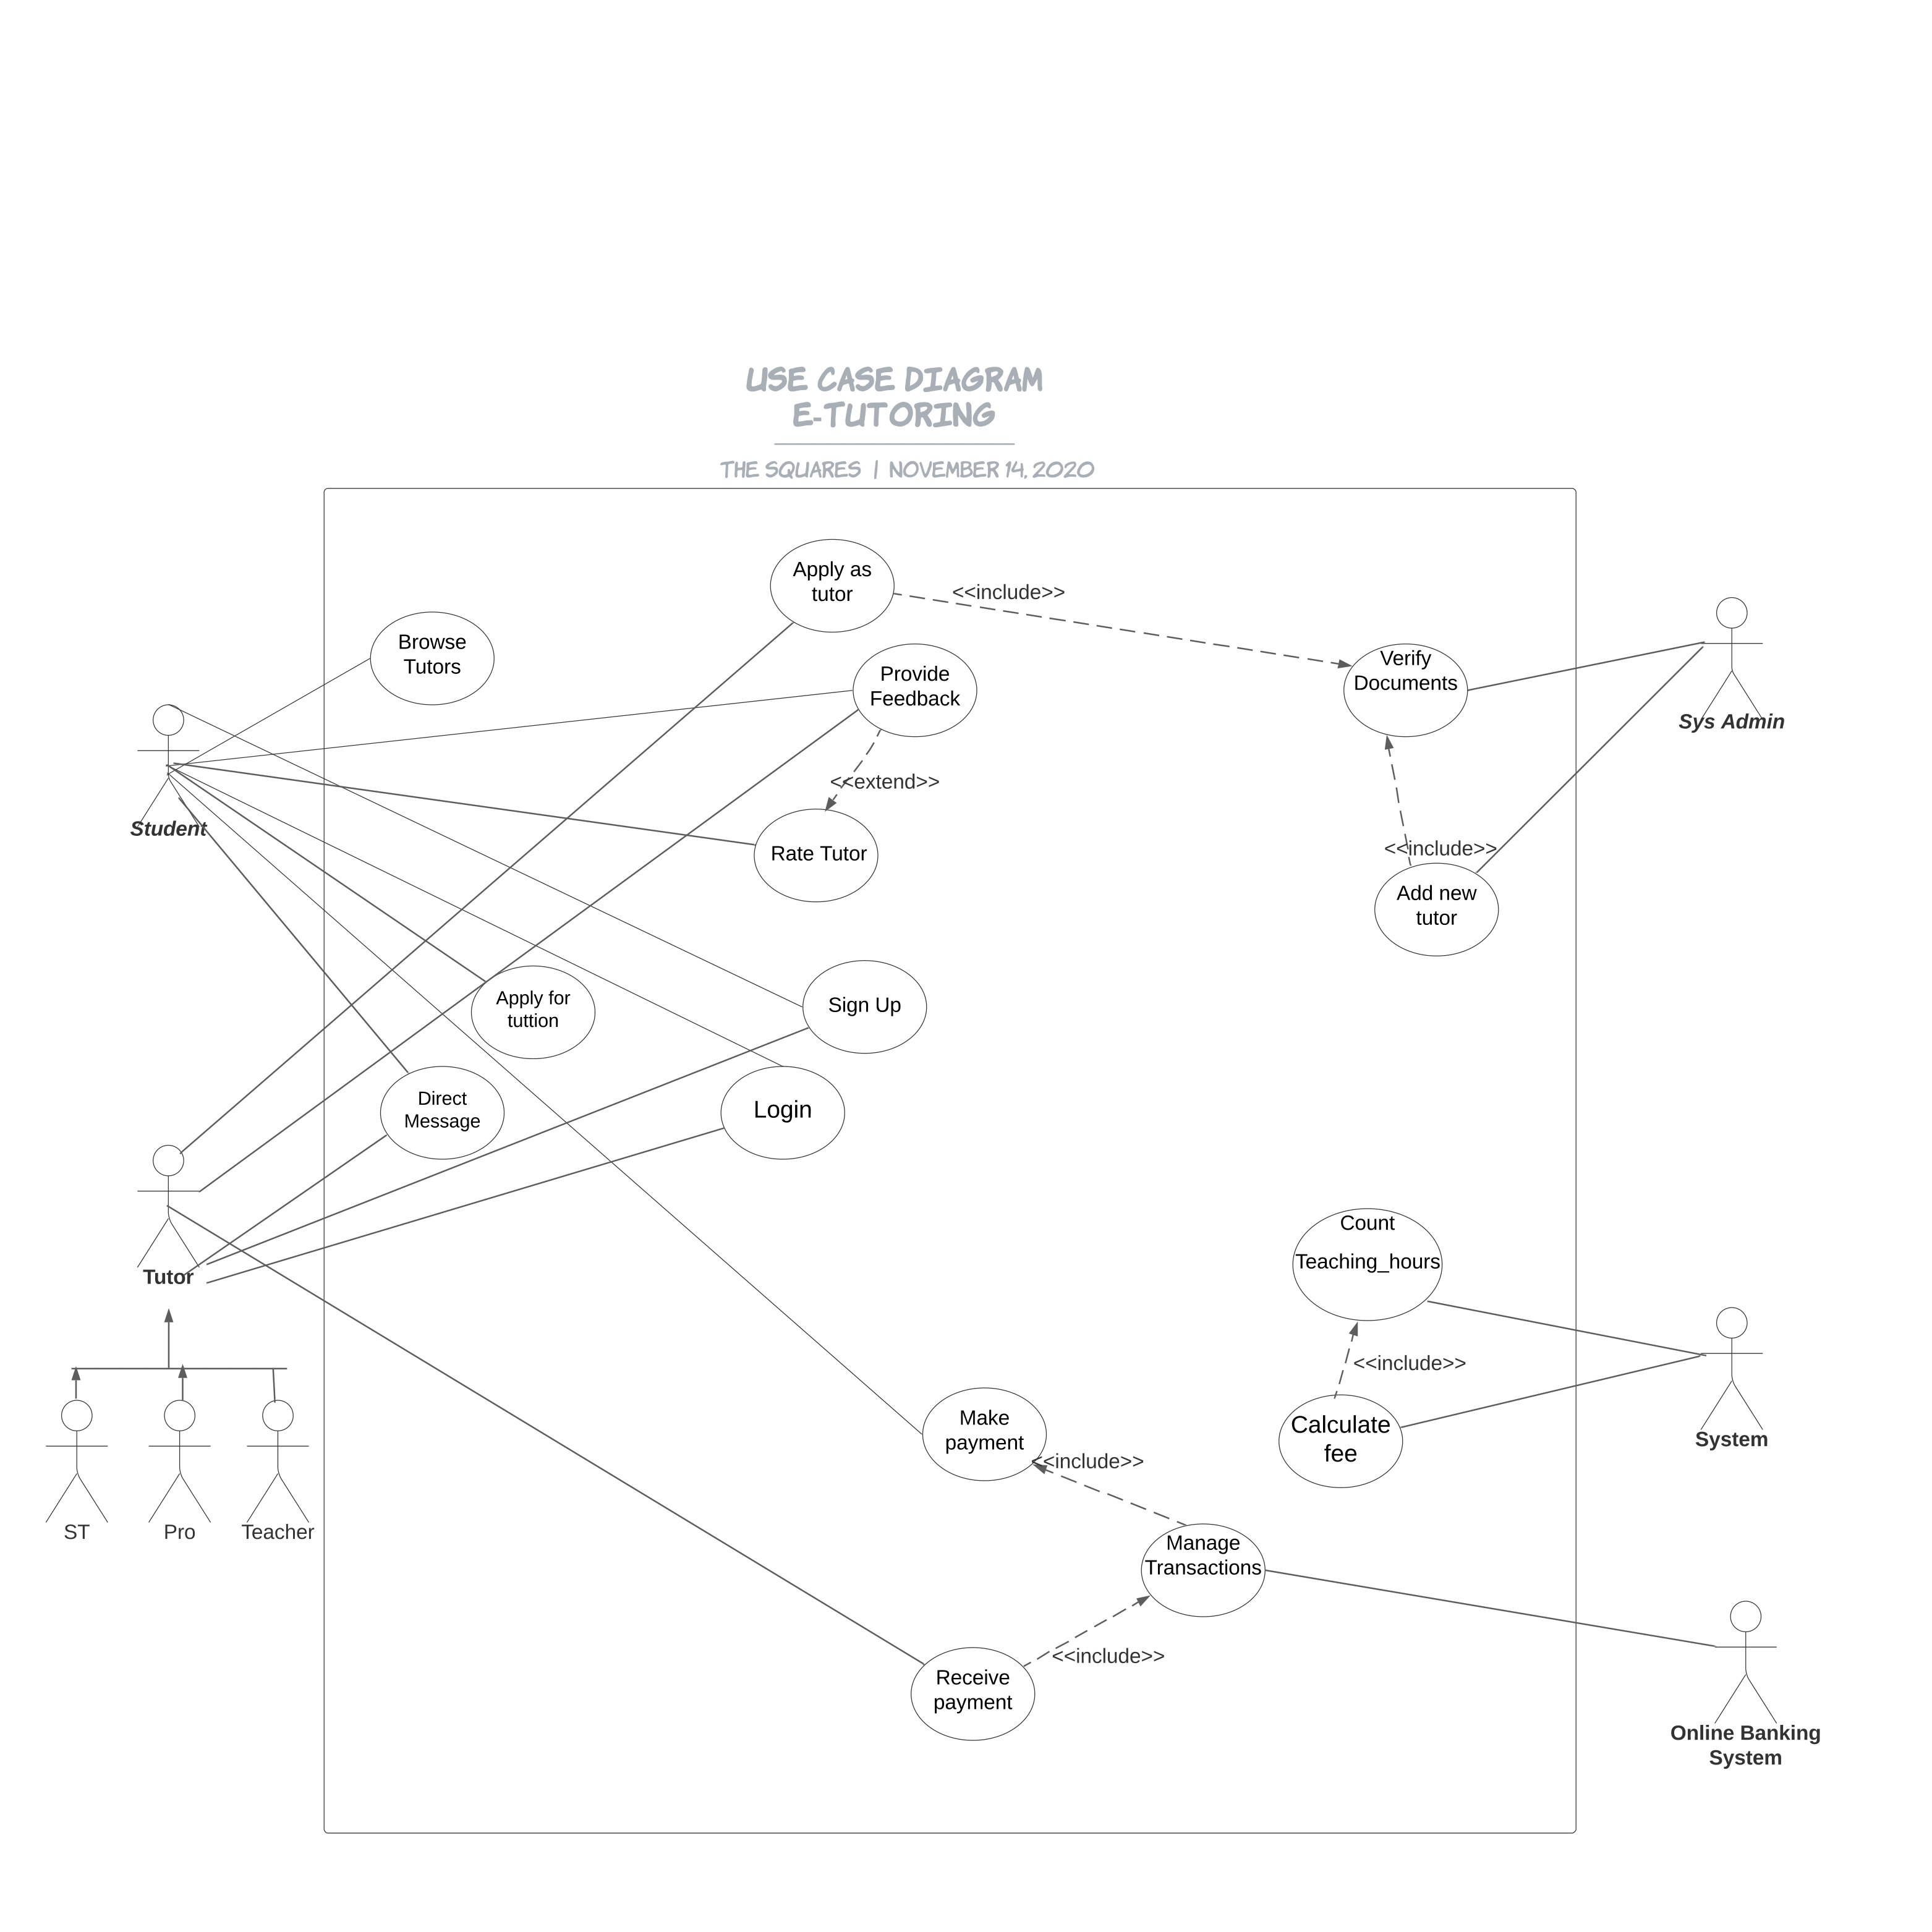 USE CASE DIAGRAM
E-TUTORING
THE SQUARES | NOVEMBER 14, 2020
Apply as
tutor
<<include>>
Browse
Tutors
Provide
Feedback
Verify
Documents
Sys Admin
<<extend>>
Student
Rate Tutor
<<include>>
Add new
tutor
Apply for
tuttion
Sign Up
Direct
Message
Login
Tutor
Count
Teaching_hours
<<include>>
Calculate
fee
System
Make
payment
<<include>>
ST
Pro
Teacher
Manage
Transactions
<<include>>
Receive
payment
Online Banking
System